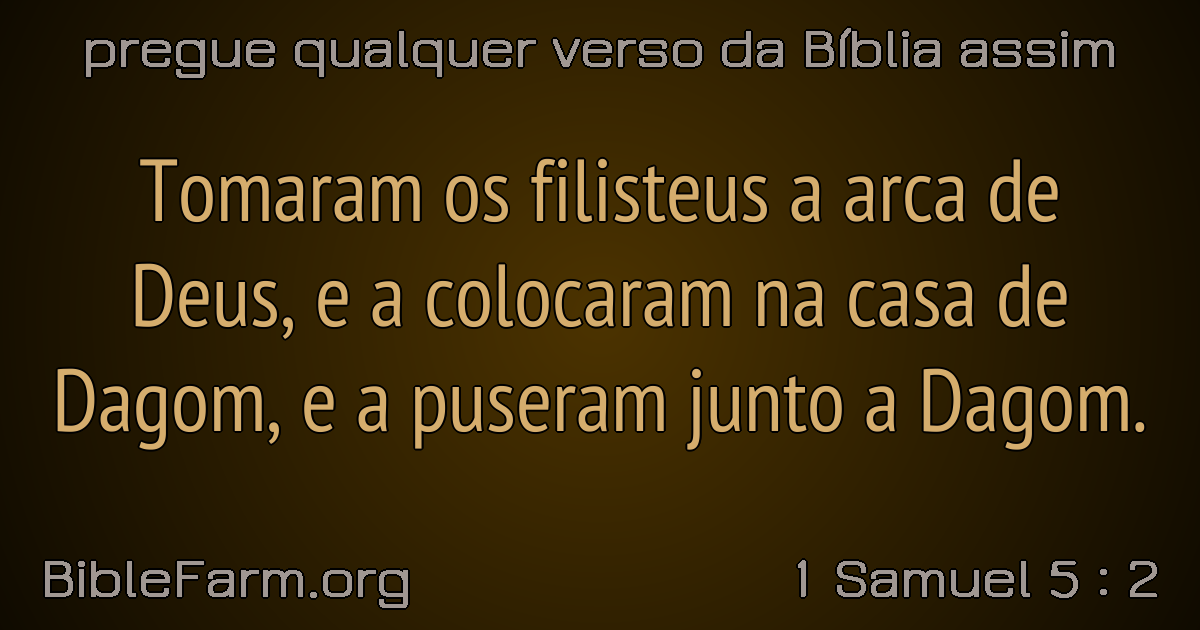 pregue qualquer verso da Bíblia assim
Tomaram os filisteus a arca de
Deus, e a colocaram na casa de
Dagom, e a puseram junto a Dagom.
BibleFarm.org
1 Samuel 5 : 2